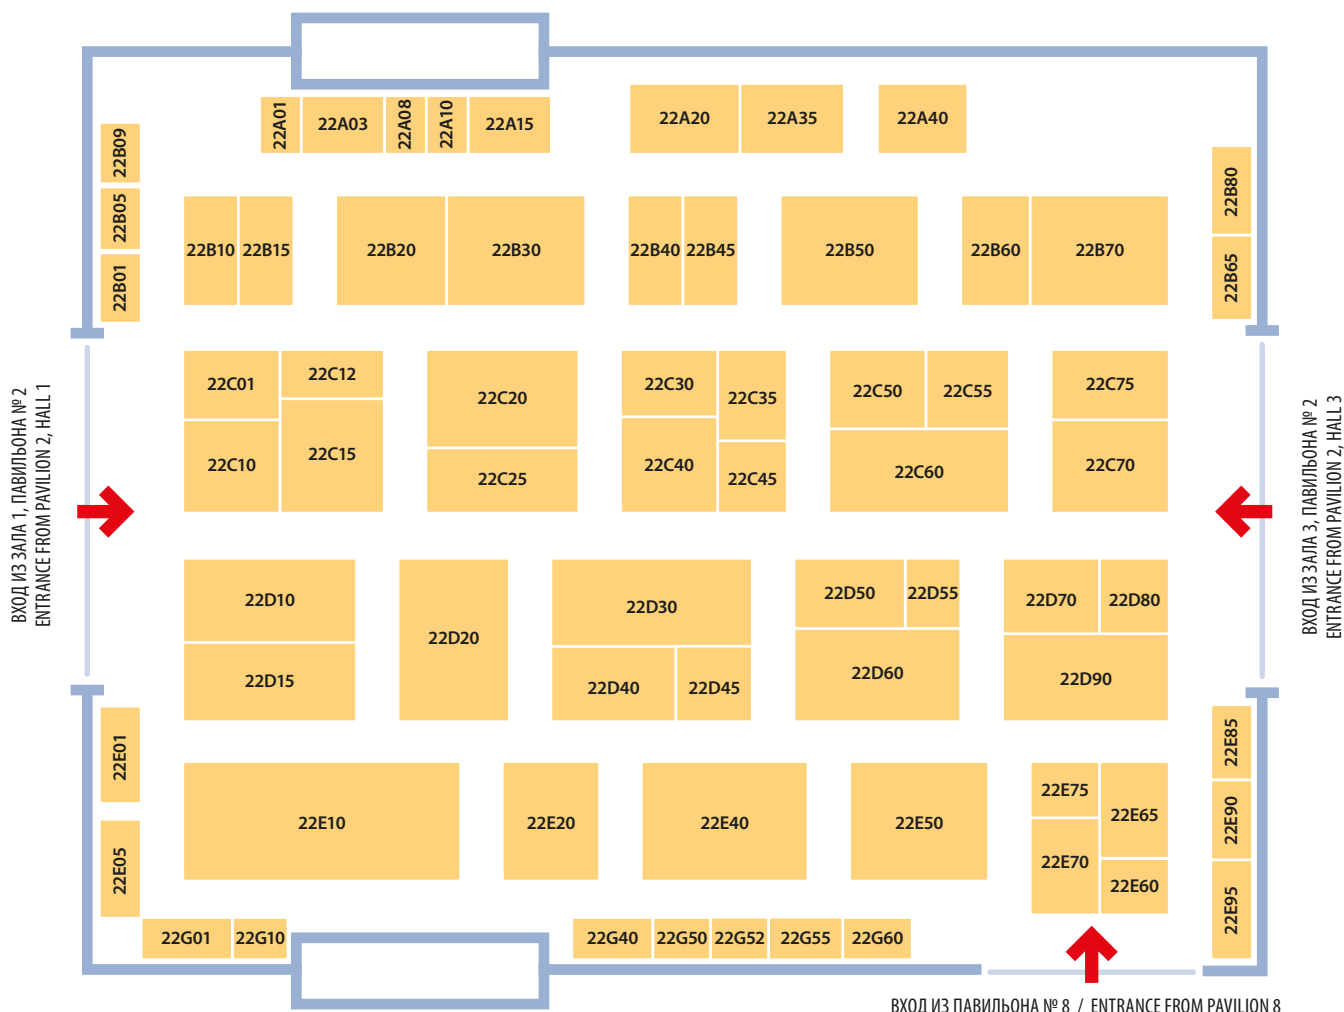 22A01
22A03
22A08
22A10
22A15
22A20
22A35
22A40
22B09
22B05
22B01
22B10
22B15
22B20
22B30
22B40
22B45
22B50
22B60
22B70
22B80
22B65
22C01
22C12
22C10
22C15
22C20
22C25
22C30
22C35
22C40
22C45
22C50
22C55
22C60
22C75
22C70
ВХОД ИЗ ЗАЛА 1, ПАВИЛЬОНА № 2
ENTRANCE FROM PAVILION 2, HALL 1
ВХОД ИЗ ЗАЛА 3, ПАВИЛЬОНА № 2
ENTRANCE FROM PAVILION 2, HALL 3
22D10
22D15
22D20
22D30
22D40
22D45
22D50
22D55
22D60
22D70
22D80
22D90
22E01
22E05
22E10
22E20
22E40
22E50
22E75
22E65
22E70
22E60
22E85
22E90
22E95
22G01
22G10
22G40
22G50
22G52
22G55
22G60
ВХОД ИЗ ПАВИЛЬОНА № 8 / ENTRANCE FROM PAVILION 8